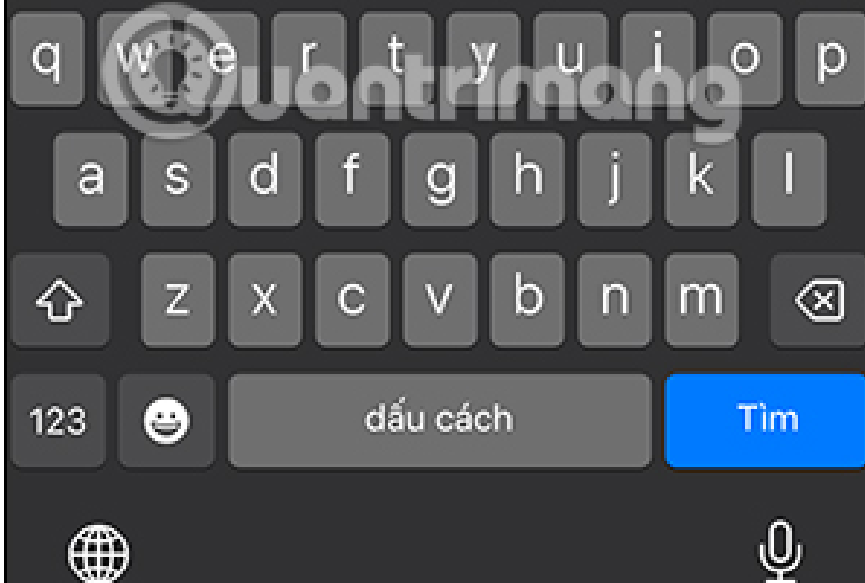 q w e r t y u i o p
Quantrimang
a s d f g h j k l
z x c v b n m
123 dấu cách Tìm